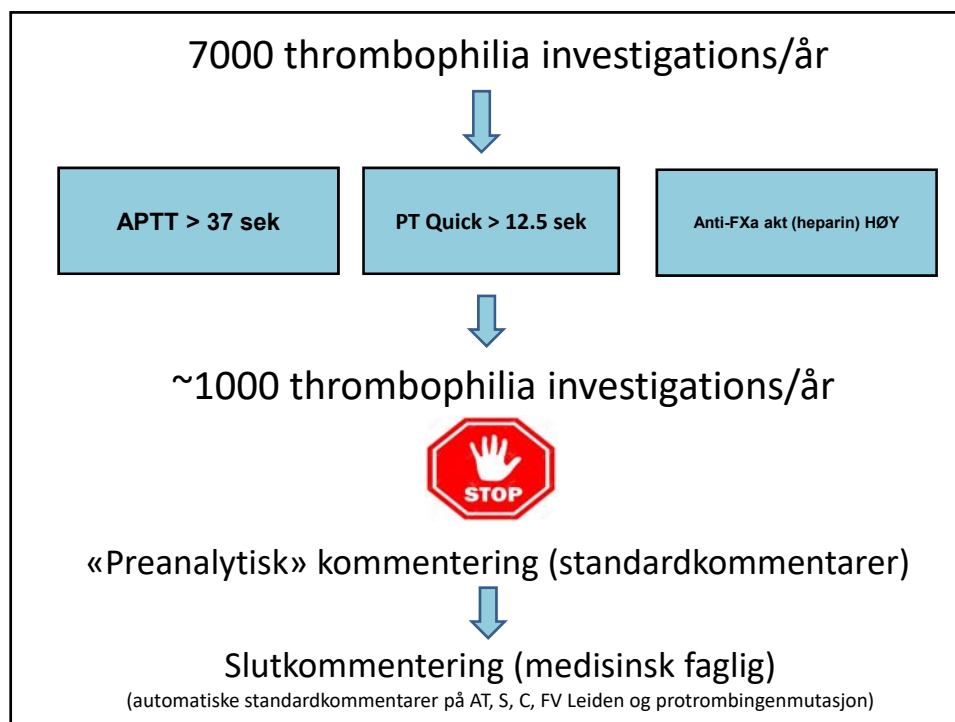 7000 thrombophilia investigations/år
APTT > 37 sek
PT Quick > 12.5 sek
Anti-FXa akt (heparin) HØY
~1000 thrombophilia investigations/år
STOP
«Preanalytisk» kommentering (standardkommentarer)
Slutkommentering (medisinsk faglig)
(automatiske standardkommentarer på AT, S, C, FV Leiden og protrombingenmutasjon)